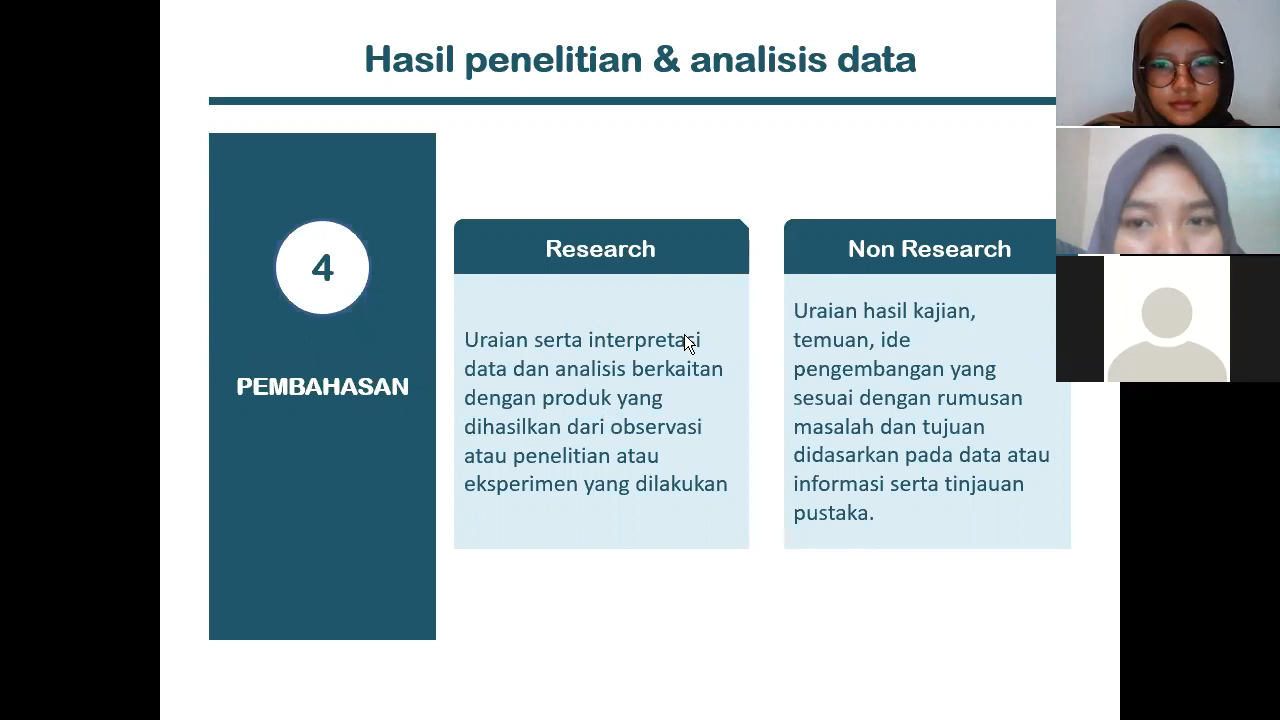 Hasil penelitian & analisis data
4
PEMBAHASAN
Research
Uraian serta interpretasi
data dan analisis berkaitan
dengan produk yang
dihasilkan dari observasi
atau penelitian atau
eksperimen yang dilakukan
Non Research
Uraian hasil kajian,
temuan, ide
pengembangan yang
sesuai dengan rumusan
masalah dan tujuan
didasarkan pada data atau
informasi serta tinjauan
pustaka.